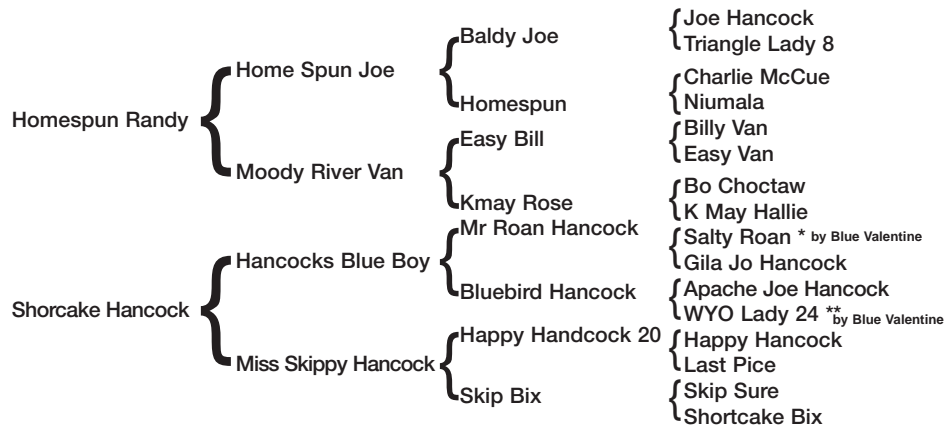 Joe Hancock
Baldy Joe
Triangle Lady 8
Home Spun Joe
Charlie McCue
Homespun
Niumala
Homespun Randy
Billy Van
Easy Bill
Easy Van
Moody River Van
Bo Choctaw
Kmay Rose
K May Hallie
Mr Roan Hancock
Salty Roan * by Blue Valentine
Hancocks Blue Boy
Gila Jo Hancock
Bluebird Hancock
Apache Joe Hancock
WYO Lady 24 ** by Blue Valentine
Shorcake Hancock
Happy Handcock 20
Happy Hancock
Miss Skippy Hancock
Last Pice
Skip Bix
Skip Sure
Shortcake Bix